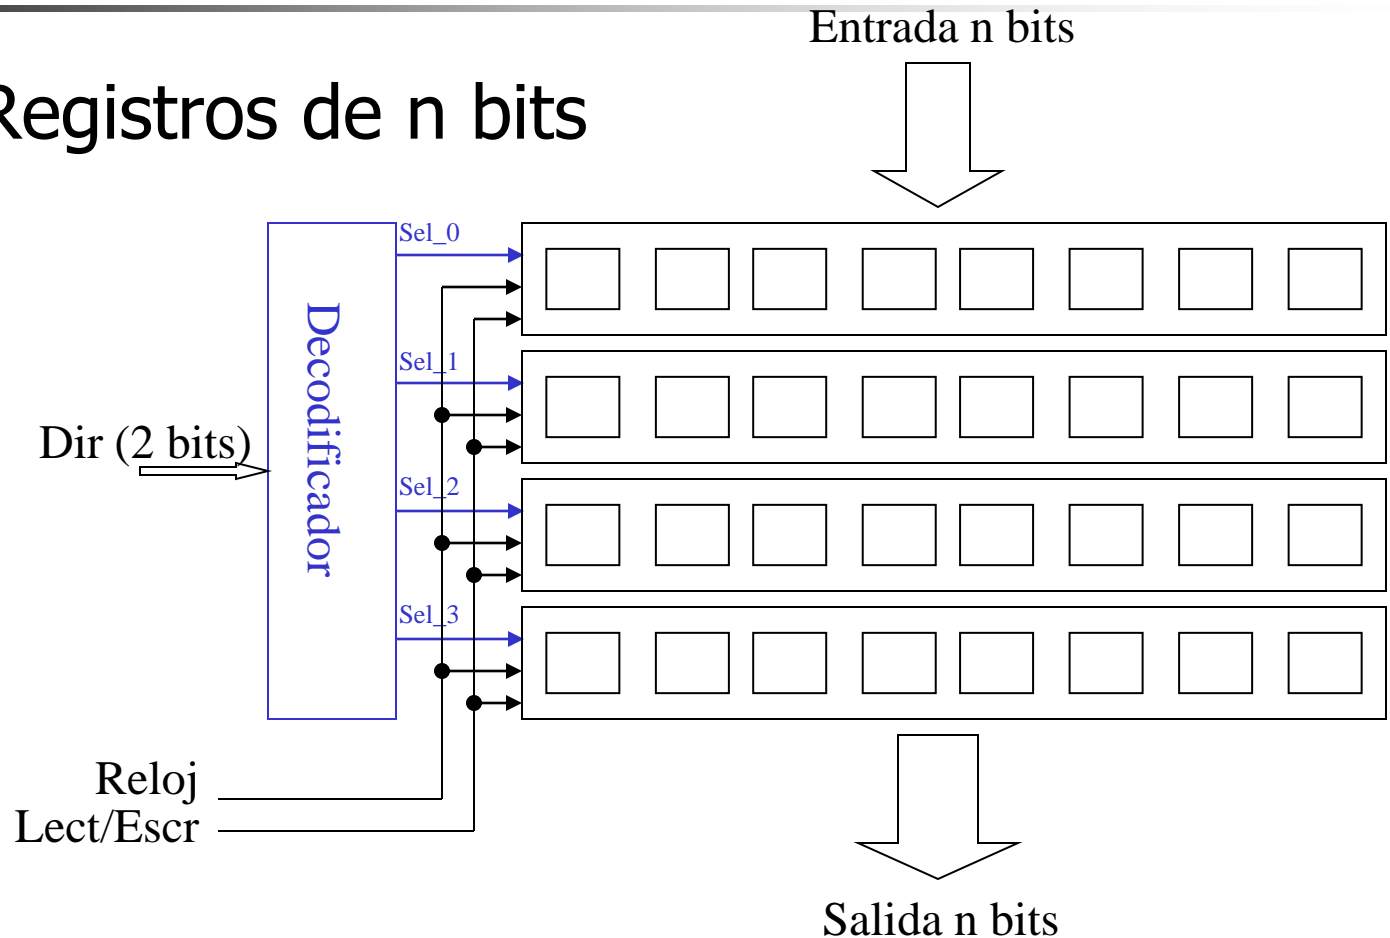 Entrada n bits
Registros de n bits
Sel_0
Decodificador
Sel_1
Dir (2 bits)
Sel_2
Sel_3
Reloj
Lect/Escr
Salida n bits